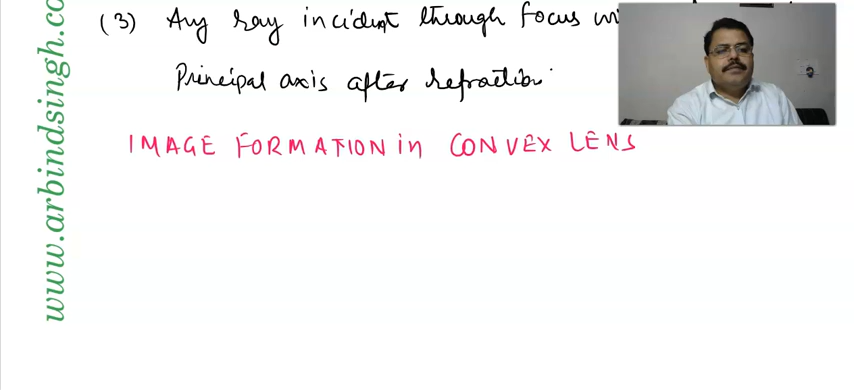 (3) Any ray incident through focus
Principal axis after refraction.
IMAGE FORMATION in CONVEX LENS
www.arbindsingh.co